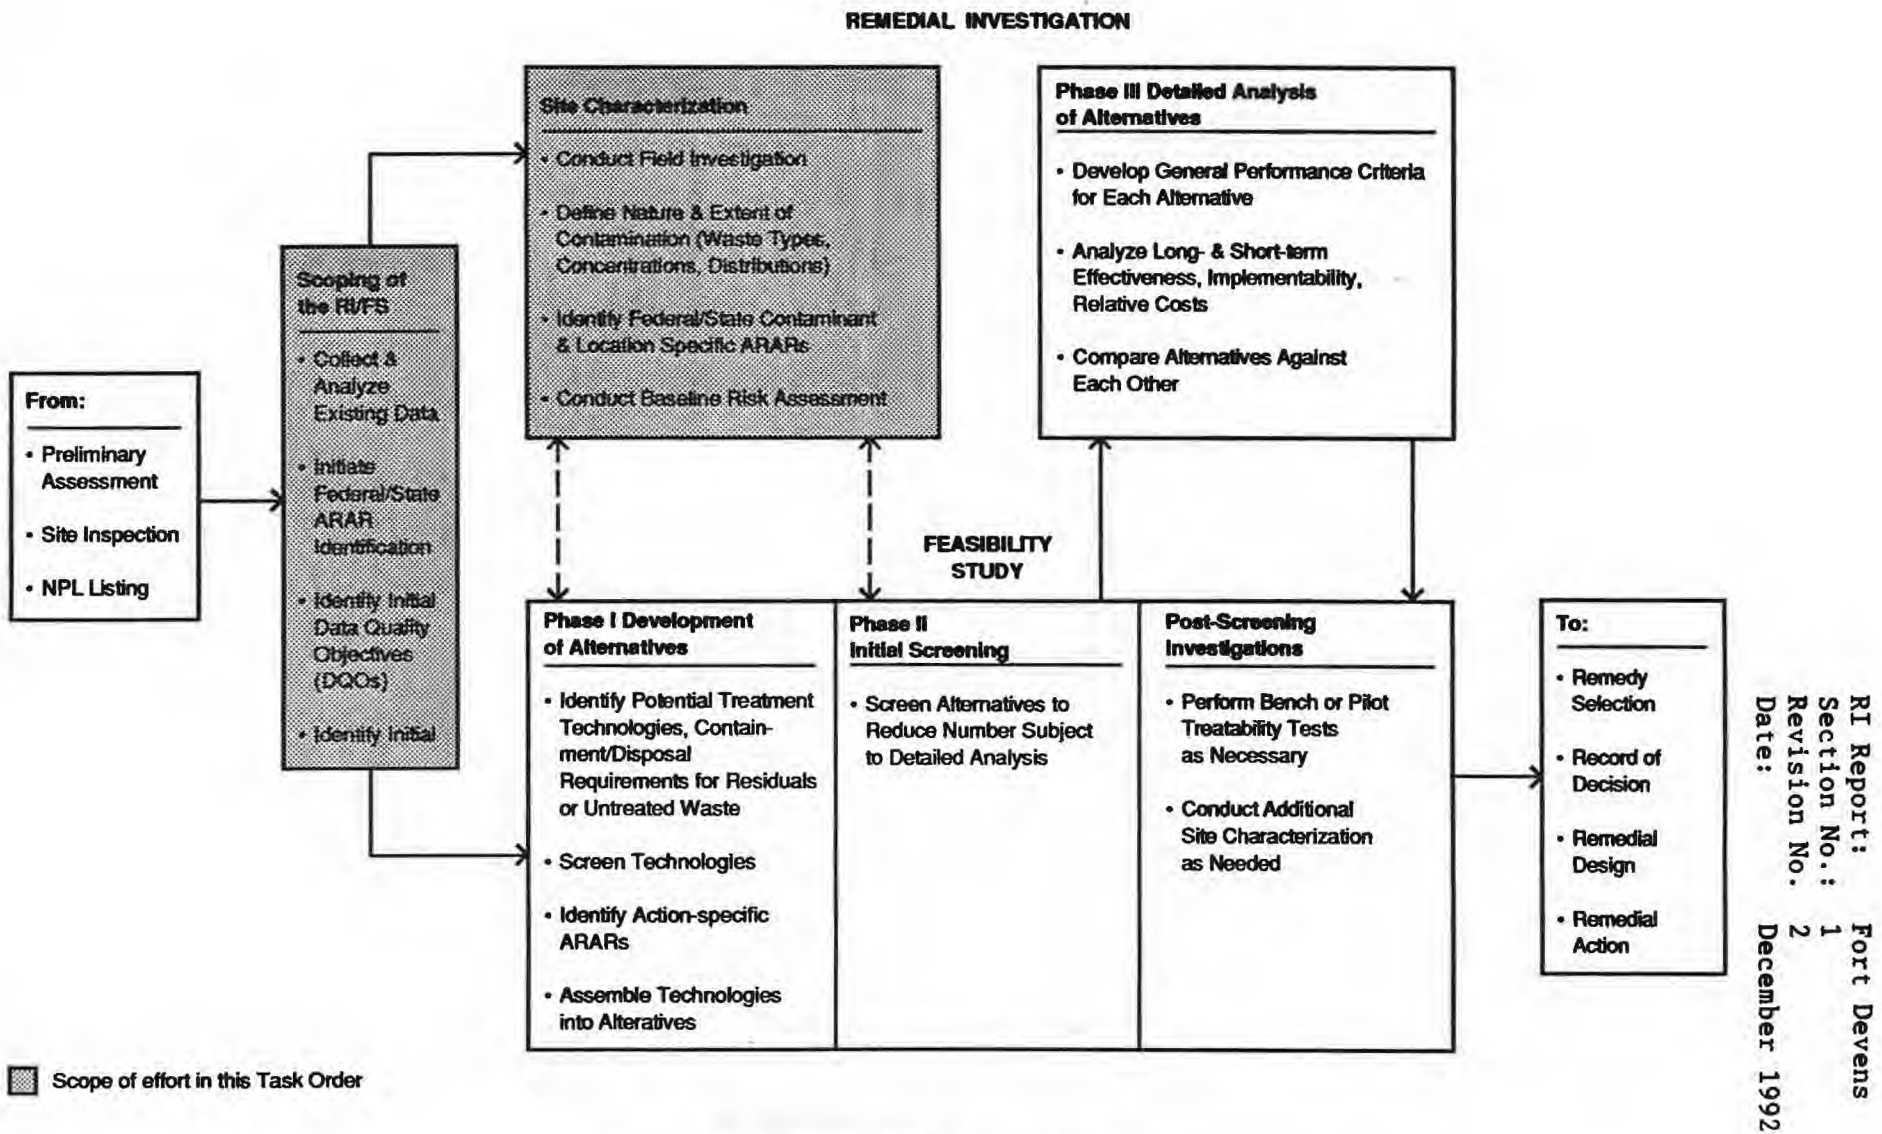 REMEDIAL INVESTIGATION
From:
• Preliminary
Assessment
• Site Inspection
• NPL Listing
Scoping of
the RI/FS
• Collect &
Analyze
Existing Data
• Initiate
Federal/State
ARAR
Identification
• Identify Initial
Data Quality
Objectives
(DQOs)
• Identify Initial
Site Characterization
• Conduct Field Investigation
• Define Nature & Extent of
Contamination (Waste Types,
Concentrations, Distributions)
• Identify Federal/State Contaminant
& Location Specific ARARs
• Conduct Baseline Risk Assessment
Phase III Detailed Analysis
of Alternatives
• Develop General Performance Criteria
for Each Alternative
• Analyze Long- & Short-term
Effectiveness, Implementability,
Relative Costs
• Compare Alternatives Against
Each Other
FEASIBILITY
STUDY
Phase I Development
of Alternatives
• Identify Potential Treatment
Technologies, Contain-
ment/Disposal
Requirements for Residuals
or Untreated Waste
• Screen Technologies
• Identify Action-specific
ARARs
• Assemble Technologies
into Alteratives
Phase II
Initial Screening
• Screen Alternatives to
Reduce Number Subject
to Detailed Analysis
Post-Screening
Investigations
• Perform Bench or Pilot
Treatability Tests
as Necessary
• Conduct Additional
Site Characterization
as Needed
To:
• Remedy
Selection
• Record of
Decision
• Remedial
Design
• Remedial
Action
Scope of effort in this Task Order
RI Report: Fort Devens
Section No.: 1
Revision No. 2
Date: December 1992